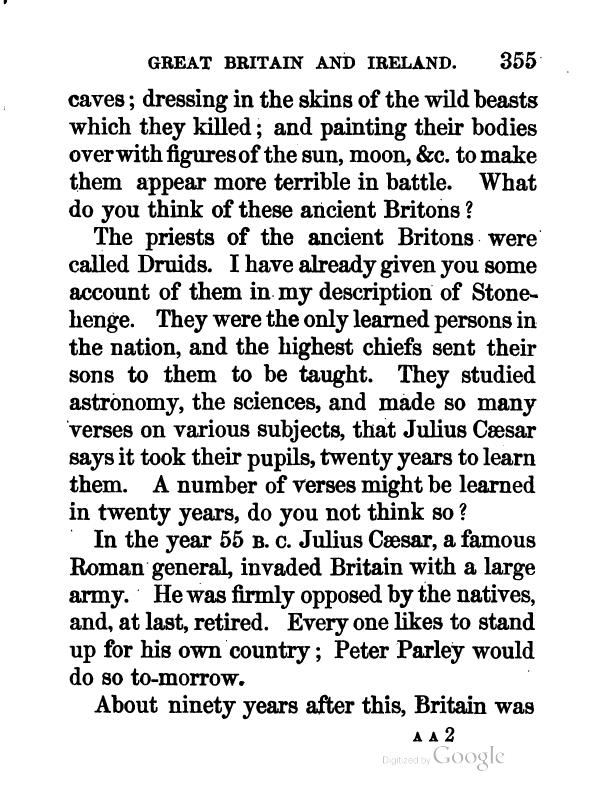 GREAT BRITAIN AND IRELAND. 355
caves; dressing in the skins of the wild beasts
which they killed; and painting their bodies
over with figures of the sun, moon, &c. to make
them appear more terrible in battle. What
do you think of these ancient Britons?
The priests of the ancient Britons were
called Druids. I have already given you some
account of them in my description of Stone-
henge. They were the only learned persons in
the nation, and the highest chiefs sent their
sons to them to be taught. They studied
astronomy, the sciences, and made so many
verses on various subjects, that Julius Cæsar
says it took their pupils, twenty years to learn
them. A number of verses might be learned
in twenty years, do you not think so?
In the year 55 B. C. Julius Cæsar, a famous
Roman general, invaded Britain with a large
army. He was firmly opposed by the natives,
and, at last, retired. Every one likes to stand
up for his own country; Peter Parley would
do so to-morrow.
About ninety years after this, Britain was
A A 2
Digitized by Google